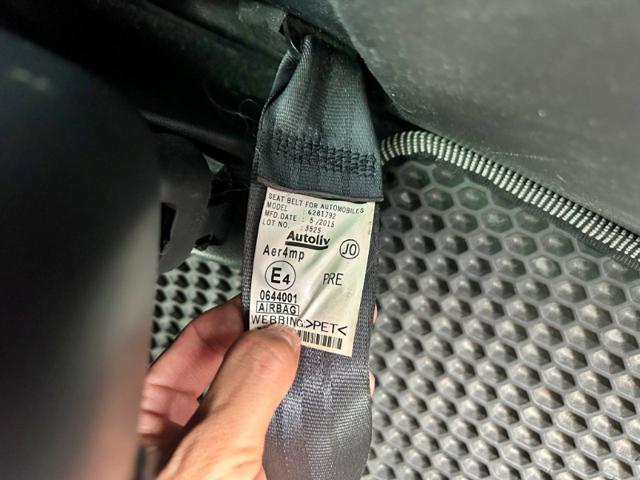 SEAT BELT FOR AUTOMOBILES
MODEL : 6281792
MFD.DATE : 5 /2015
LOT NO. : 5525
Autoliv
Aer4mp
JO
E4
PRE
0644001
AIRBAG
WEBBING>PET<